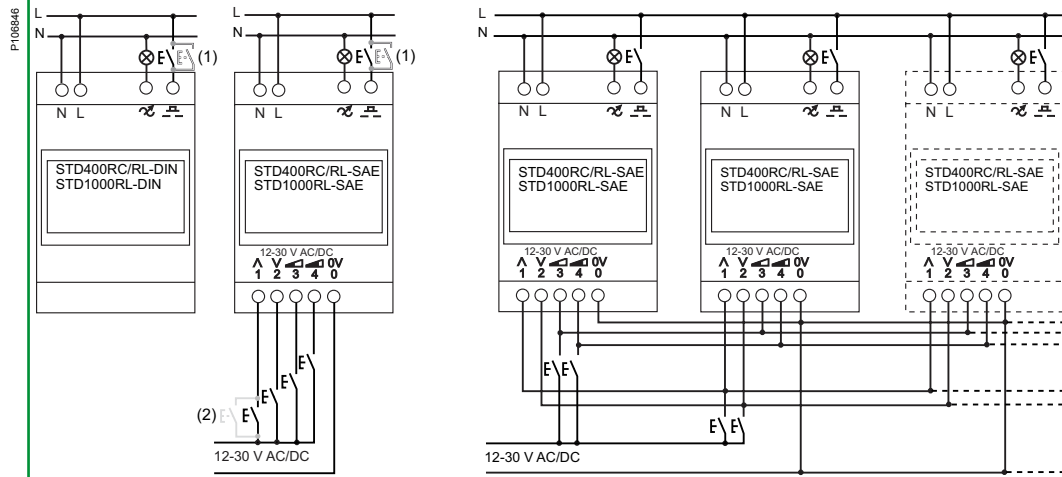 P106846
L
N
(1)
N L
STD400RC/RL-DIN
STD1000RL-DIN
L
N
(1)
N L
STD400RC/RL-SAE
STD1000RL-SAE
12-30 V AC/DC
0V
1 2 3 4 0
(2)
12-30 V AC/DC
L
N
N L
STD400RC/RL-SAE
STD1000RL-SAE
12-30 V AC/DC
0V
1 2 3 4 0
N L
STD400RC/RL-SAE
STD1000RL-SAE
12-30 V AC/DC
0V
1 2 3 4 0
N L
STD400RC/RL-SAE
STD1000RL-SAE
12-30 V AC/DC
0V
1 2 3 4 0
12-30 V AC/DC